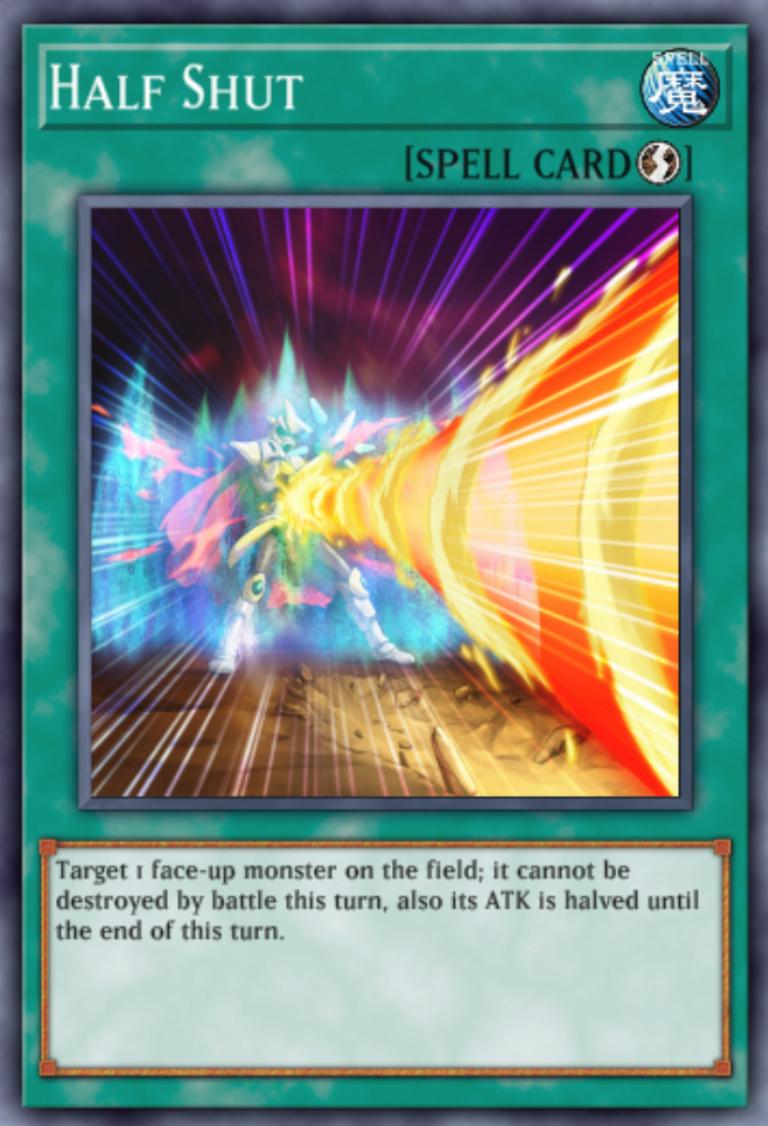 Half Shut
SPELL
魔
[SPELL CARD]
Target 1 face-up monster on the field; it cannot be
destroyed by battle this turn, also its ATK is halved until
the end of this turn.